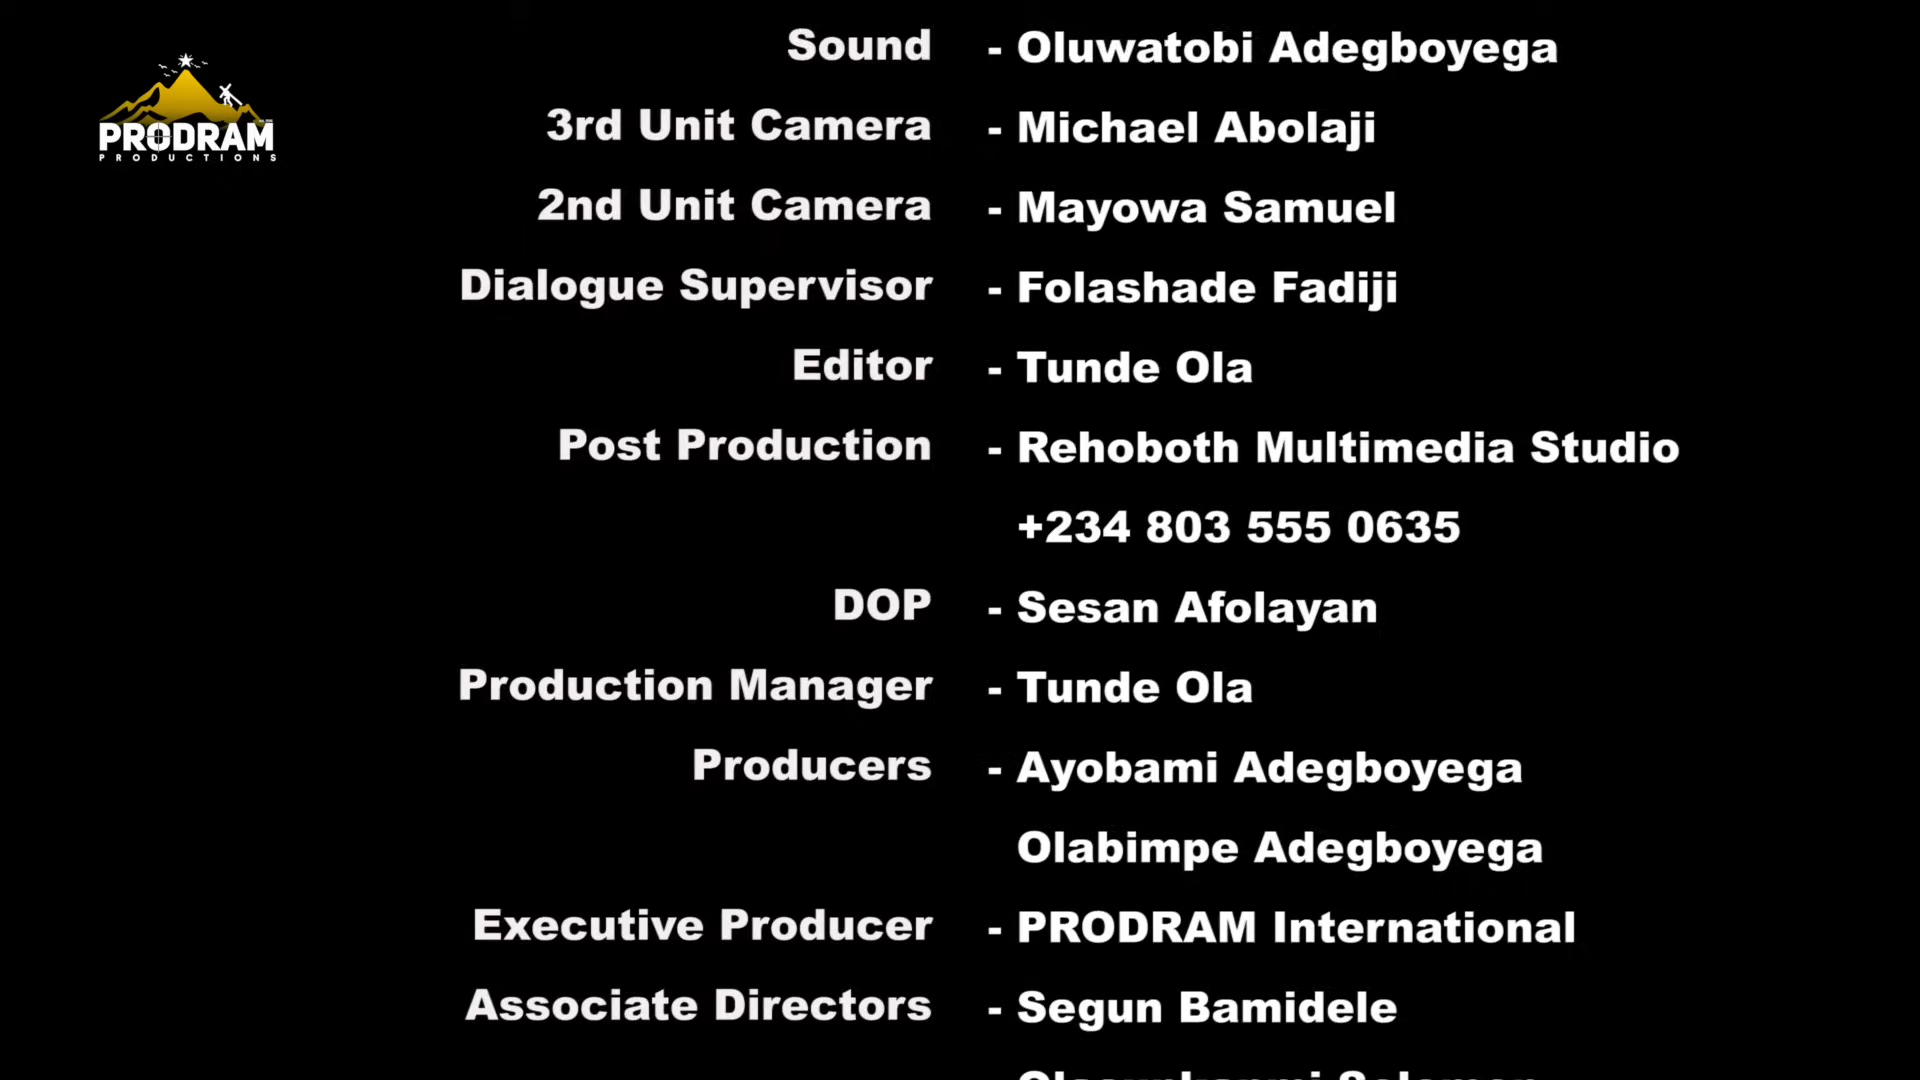 PRODRAM
PRODUCTIONS
Sound - Oluwatobi Adegboyega
3rd Unit Camera - Michael Abolaji
2nd Unit Camera - Mayowa Samuel
Dialogue Supervisor - Folashade Fadiji
Editor - Tunde Ola
Post Production - Rehoboth Multimedia Studio
+234 803 555 0635
DOP - Sesan Afolayan
Production Manager - Tunde Ola
Producers - Ayobami Adegboyega
Olabimpe Adegboyega
Executive Producer - PRODRAM International
Associate Directors - Segun Bamidele